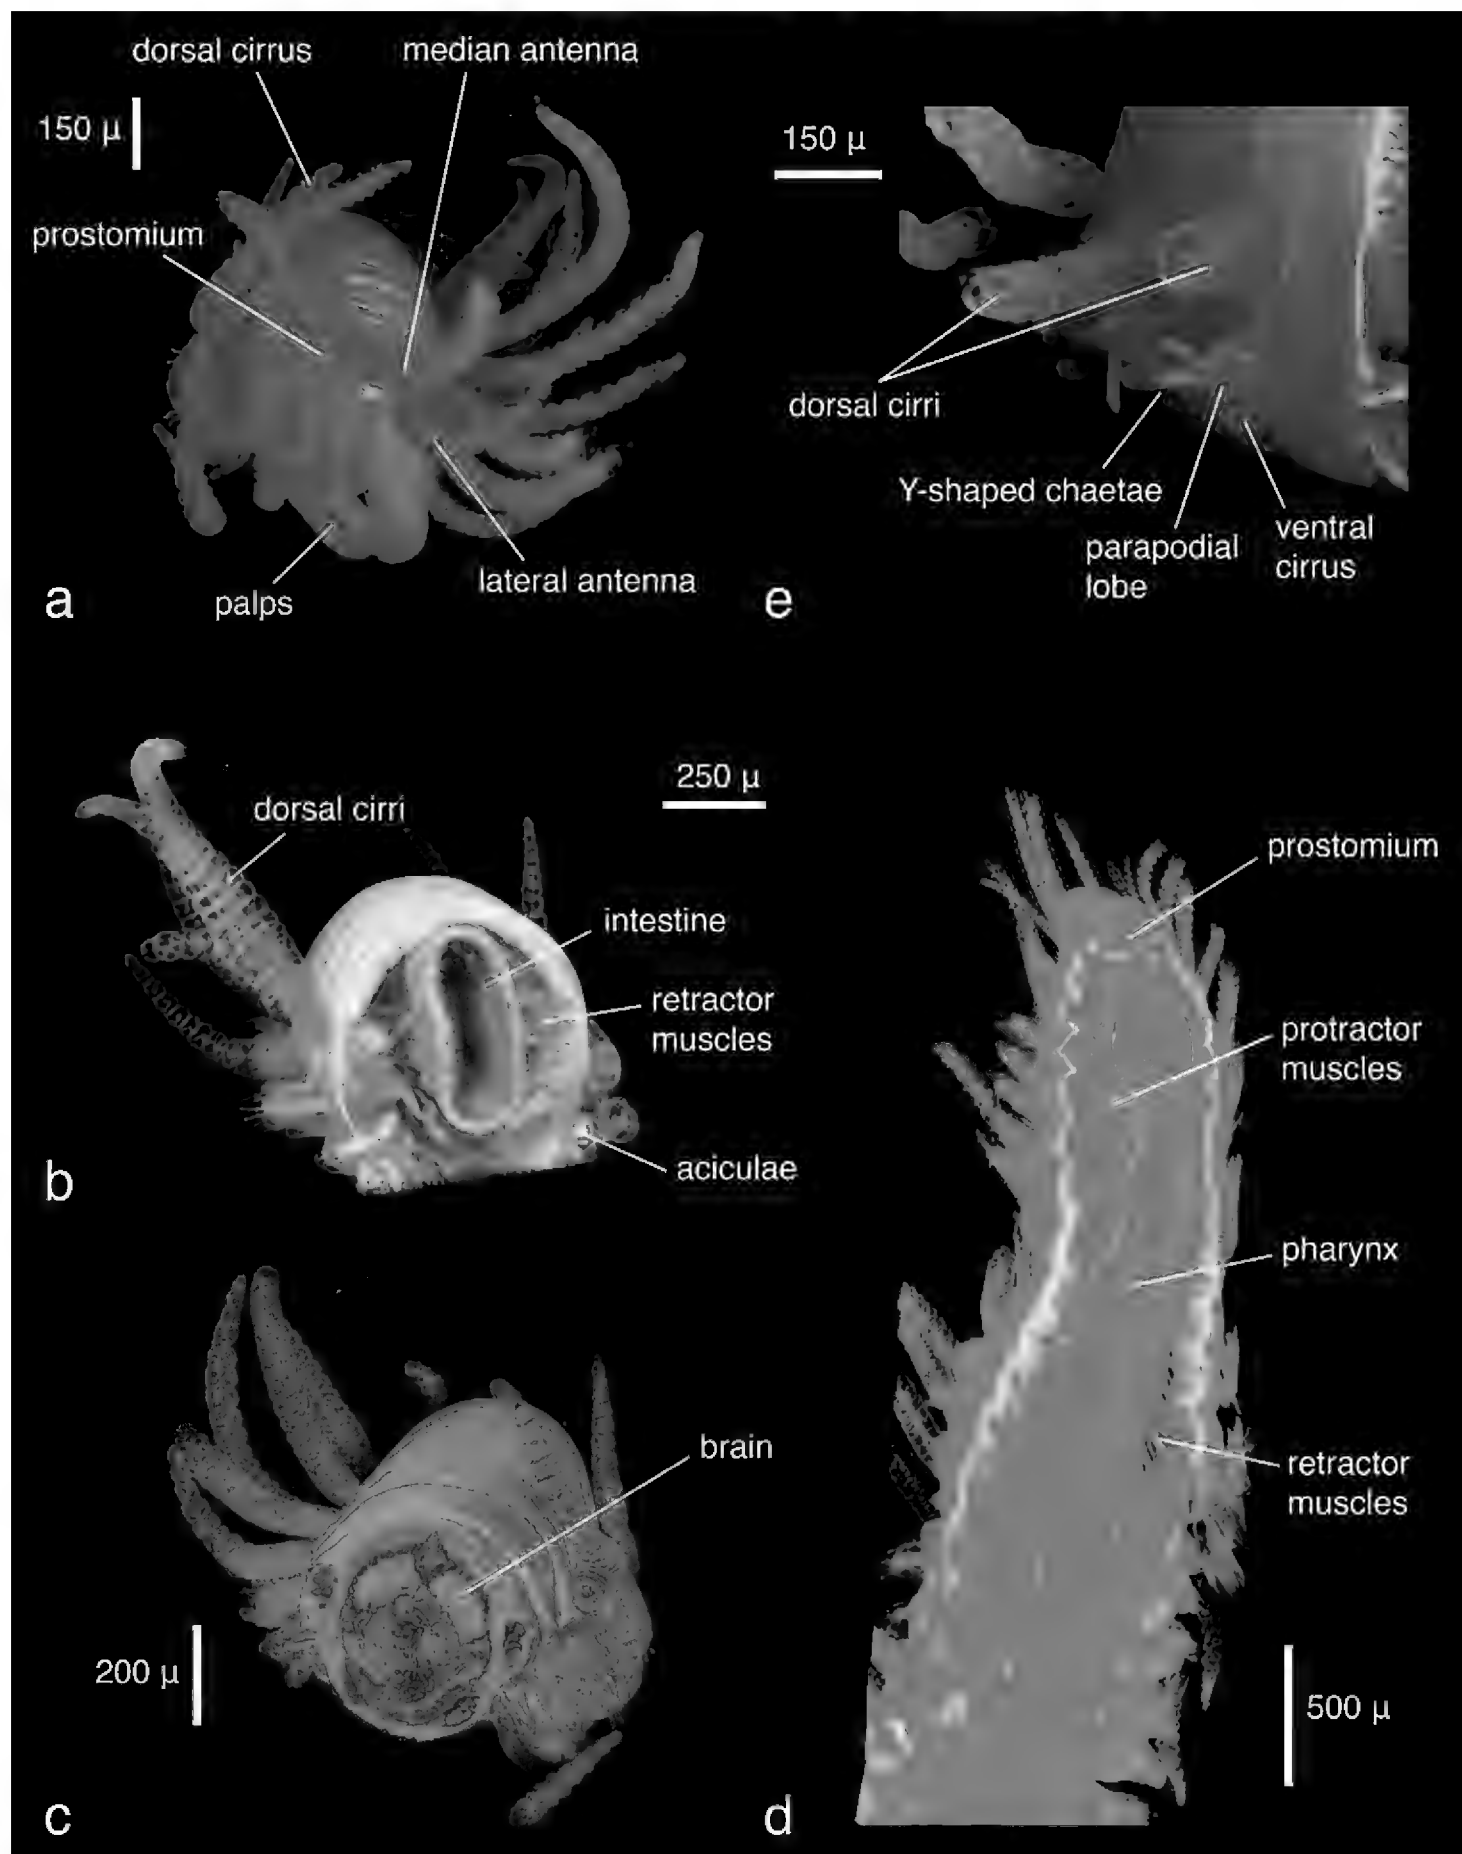 dorsal cirrus
median antenna
150 µ
prostomium
lateral antenna
palps
a
150 µ
dorsal cirri
Y-shaped chaetae
parapodial
lobe
ventral
cirrus
e
250 µ
dorsal cirri
intestine
retractor
muscles
aciculae
b
brain
200 µ
c
prostomium
protractor
muscles
pharynx
retractor
muscles
500 µ
d